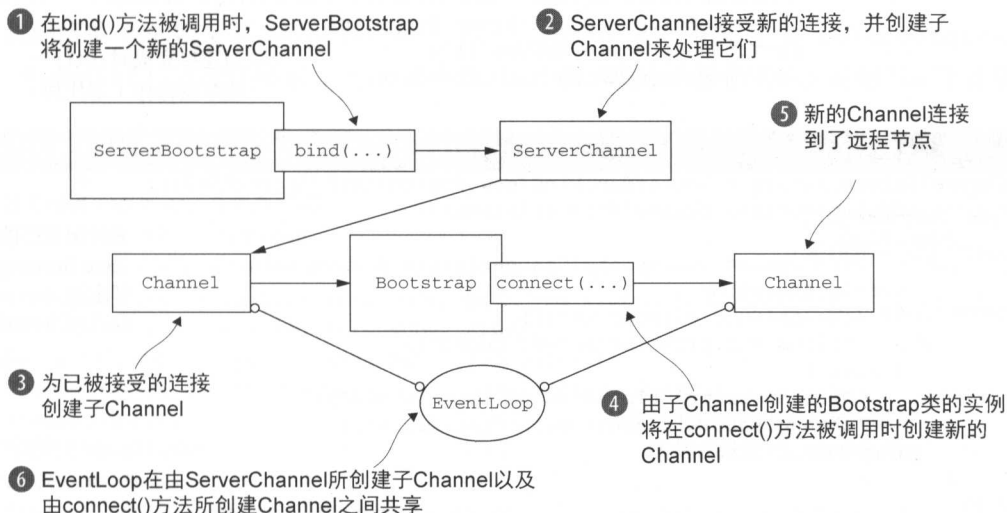 1 在bind()方法被调用时，ServerBootstrap
将创建一个新的ServerChannel
2 ServerChannel接受新的连接，并创建子
Channel来处理它们
5 新的Channel连接
到了远程节点
ServerBootstrap
bind(...)
ServerChannel
Channel
Bootstrap
connect(...)
Channel
3 为已被接受的连接
创建子Channel
EventLoop
4 由子Channel创建的Bootstrap类的实例
将在connect()方法被调用时创建新的
Channel
6 EventLoop在由ServerChannel所创建子Channel以及
由connect()方法所创建Channel之间共享